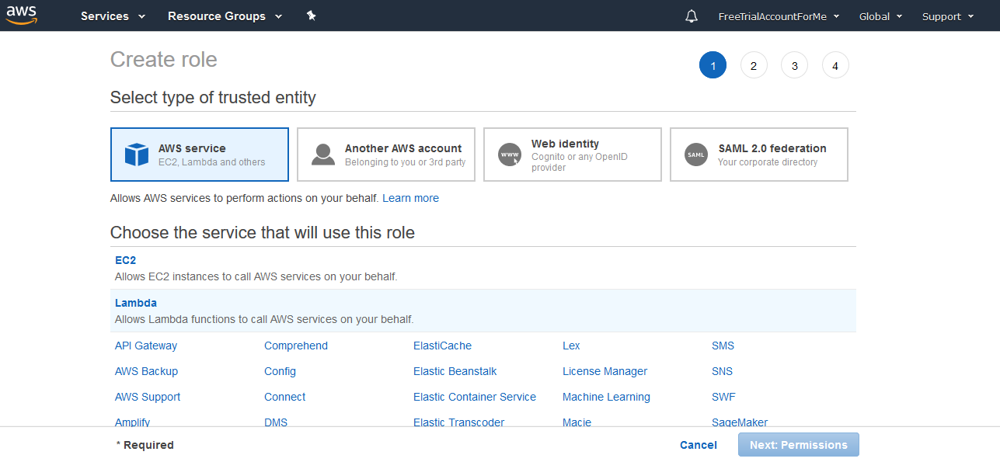 aws Services Resource Groups FreeTrialAccountForMe Global Support
Create role
1 2 3 4
Select type of trusted entity
AWS service
EC2, Lambda and others
Another AWS account
Belonging to you or 3rd party
www
Web identity
Cognito or any OpenID
provider
SAML
SAML 2.0 federation
Your corporate directory
Allows AWS services to perform actions on your behalf. Learn more
Choose the service that will use this role
EC2
Allows EC2 instances to call AWS services on your behalf.
Lambda
Allows Lambda functions to call AWS services on your behalf.
API Gateway Comprehend ElastiCache Lex SMS
AWS Backup Config Elastic Beanstalk License Manager SNS
AWS Support Connect Elastic Container Service Machine Learning SWF
Amplify DMS Elastic Transcoder Macie SageMaker
* Required Cancel Next: Permissions